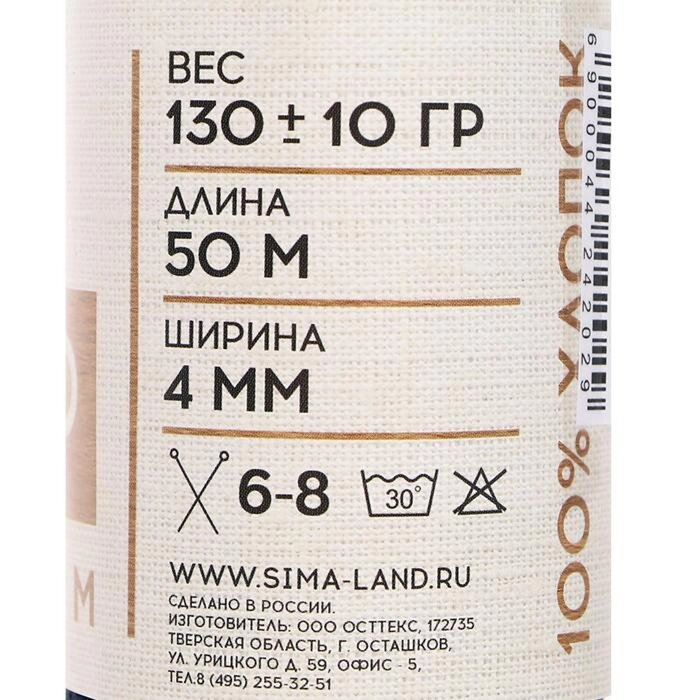 ВЕС
130 ± 10 ГР
ДЛИНА
50 М
ШИРИНА
4 ММ
6-8
30°
WWW.SIMA-LAND.RU
СДЕЛАНО В РОССИИ.
ИЗГОТОВИТЕЛЬ: ООО ОСТТЕКС, 172735
ТВЕРСКАЯ ОБЛАСТЬ, Г. ОСТАШКОВ,
УЛ. УРИЦКОГО Д. 59, ОФИС - 5,
ТЕЛ.8 (495) 255-32-51
М
100% ХЛОПОК
6900044242029